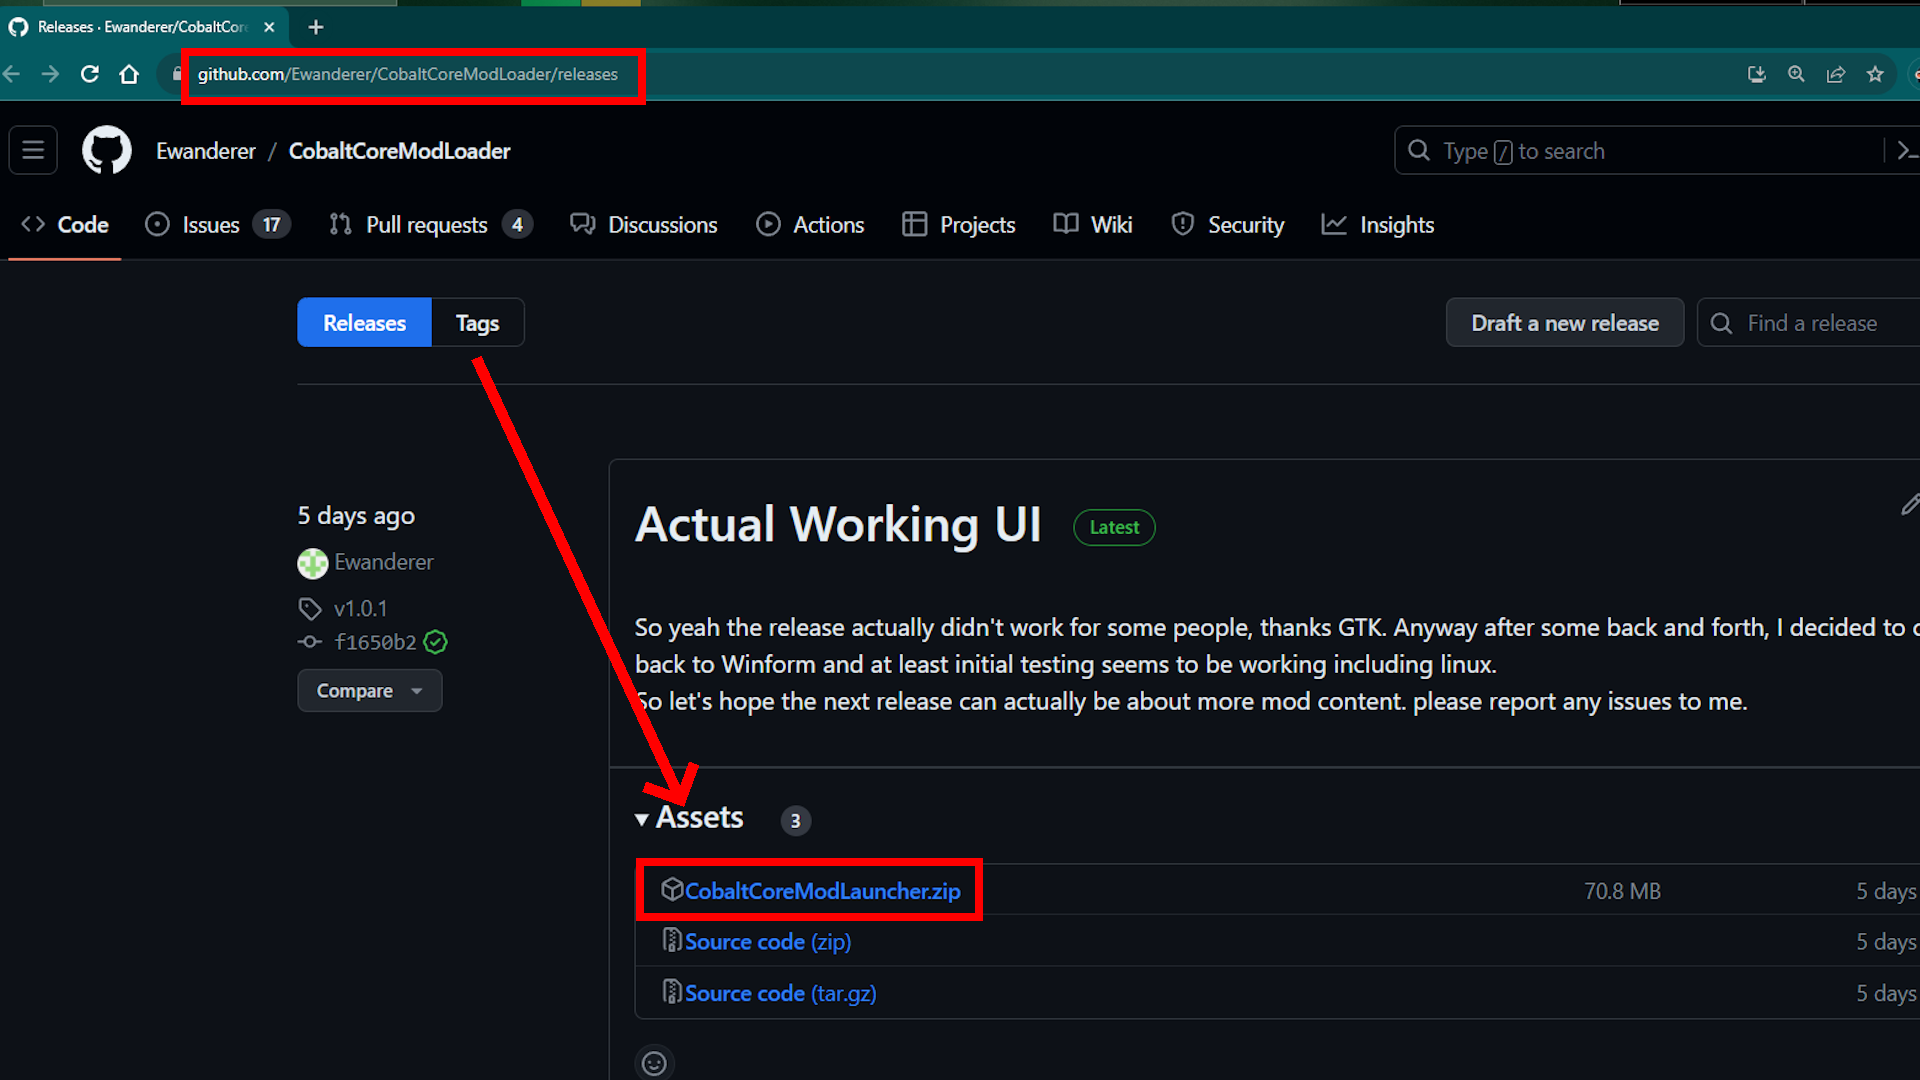 Releases · Ewanderer/CobaltCor
github.com/Ewanderer/CobaltCoreModLoader/releases
Ewanderer / CobaltCoreModLoader
Type / to search
Code
Issues 17
Pull requests 4
Discussions
Actions
Projects
Wiki
Security
Insights
Releases
Tags
Draft a new release
Find a release
5 days ago
Ewanderer
v1.0.1
f1650b2
Compare
Actual Working UI Latest
So yeah the release actually didn't work for some people, thanks GTK. Anyway after some back and forth, I decided to
back to Winform and at least initial testing seems to be working including linux.
So let's hope the next release can actually be about more mod content. please report any issues to me.
Assets 3
CobaltCoreModLauncher.zip 70.8 MB 5 days
Source code (zip) 5 days
Source code (tar.gz) 5 days